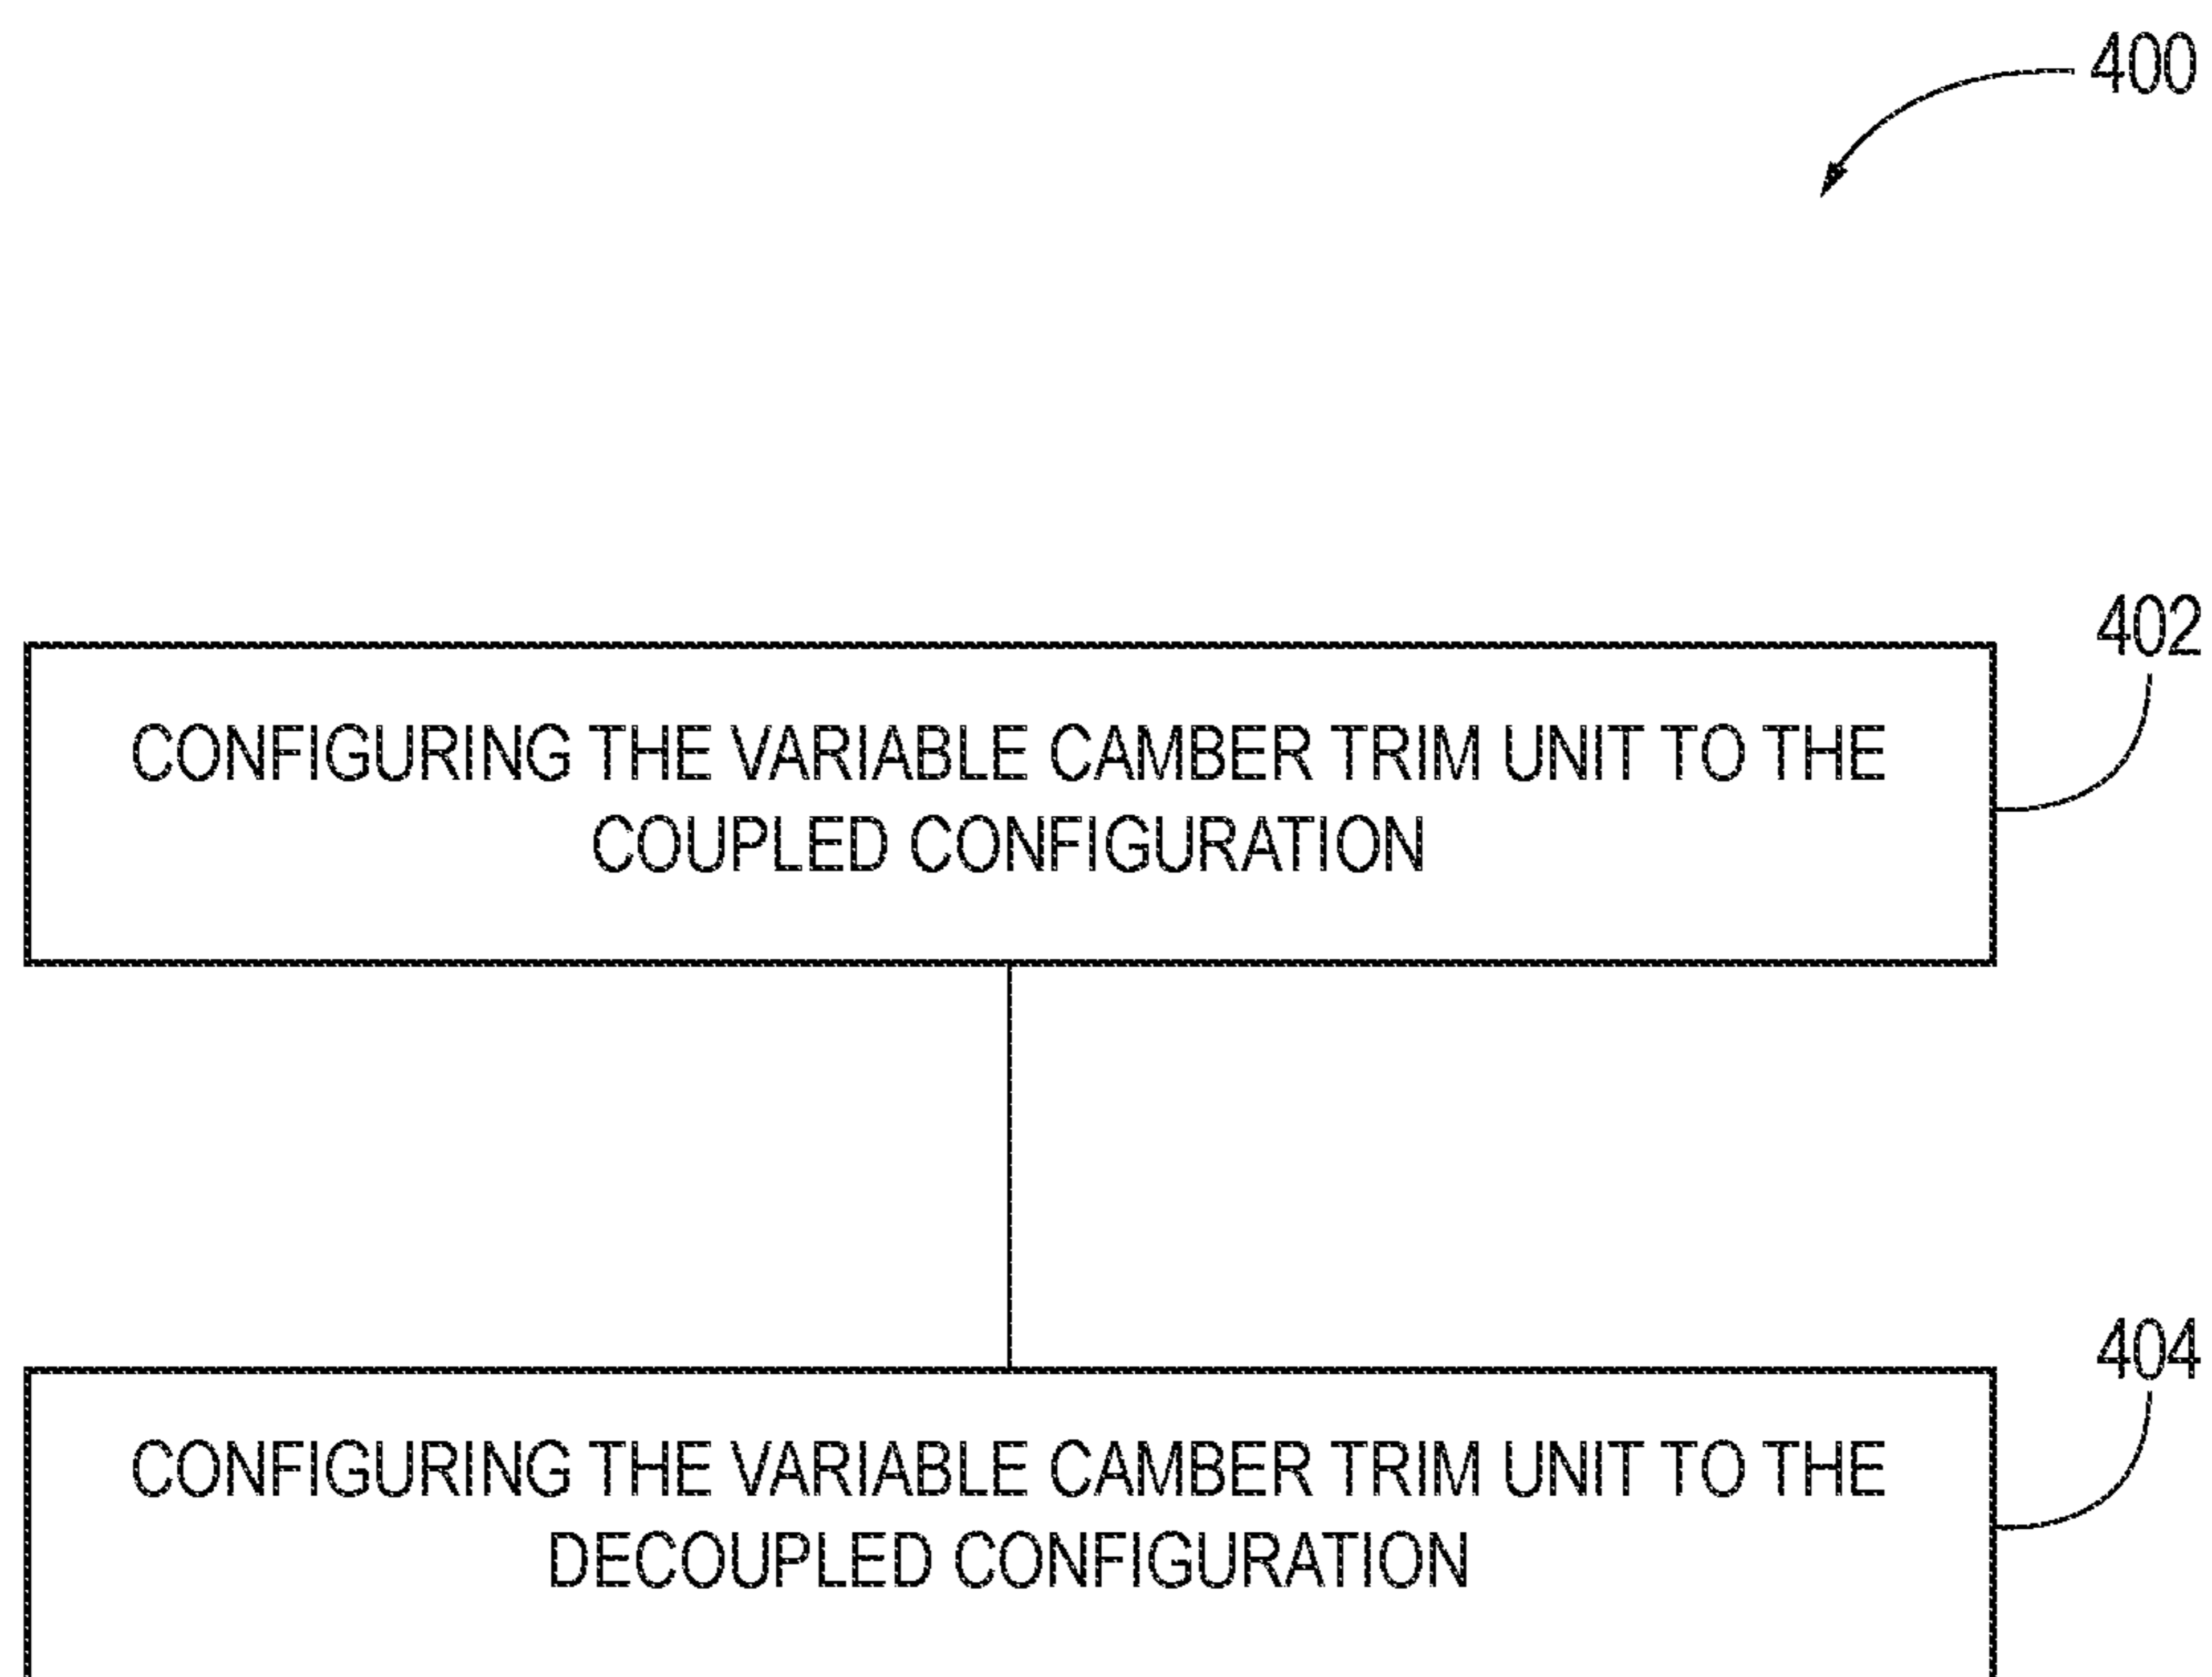 400
402
CONFIGURING THE VARIABLE CAMBER TRIM UNIT TO THE
COUPLED CONFIGURATION
404
CONFIGURING THE VARIABLE CAMBER TRIM UNIT TO THE
DECOUPLED CONFIGURATION